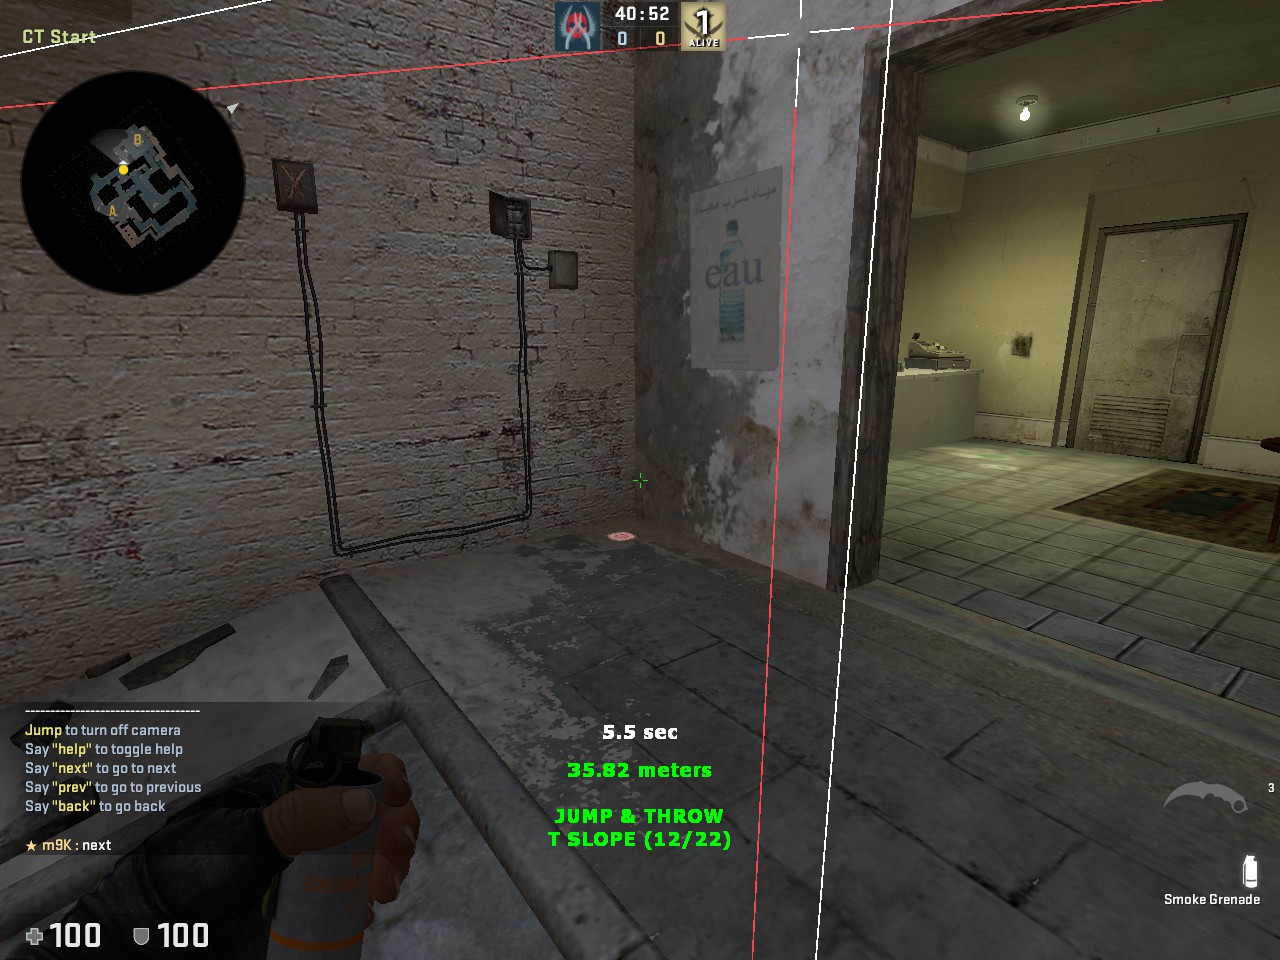 CT Start
40:52
0 0
1
ALIVE
B
A
eau
5.5 sec
35.82 meters
JUMP & THROW
T SLOPE (12/22)
Jump to turn off camera
Say "help" to toggle help
Say "next" to go to next
Say "prev" to go to previous
Say "back" to go back
★ m9K : next
3
Smoke Grenade
100 100